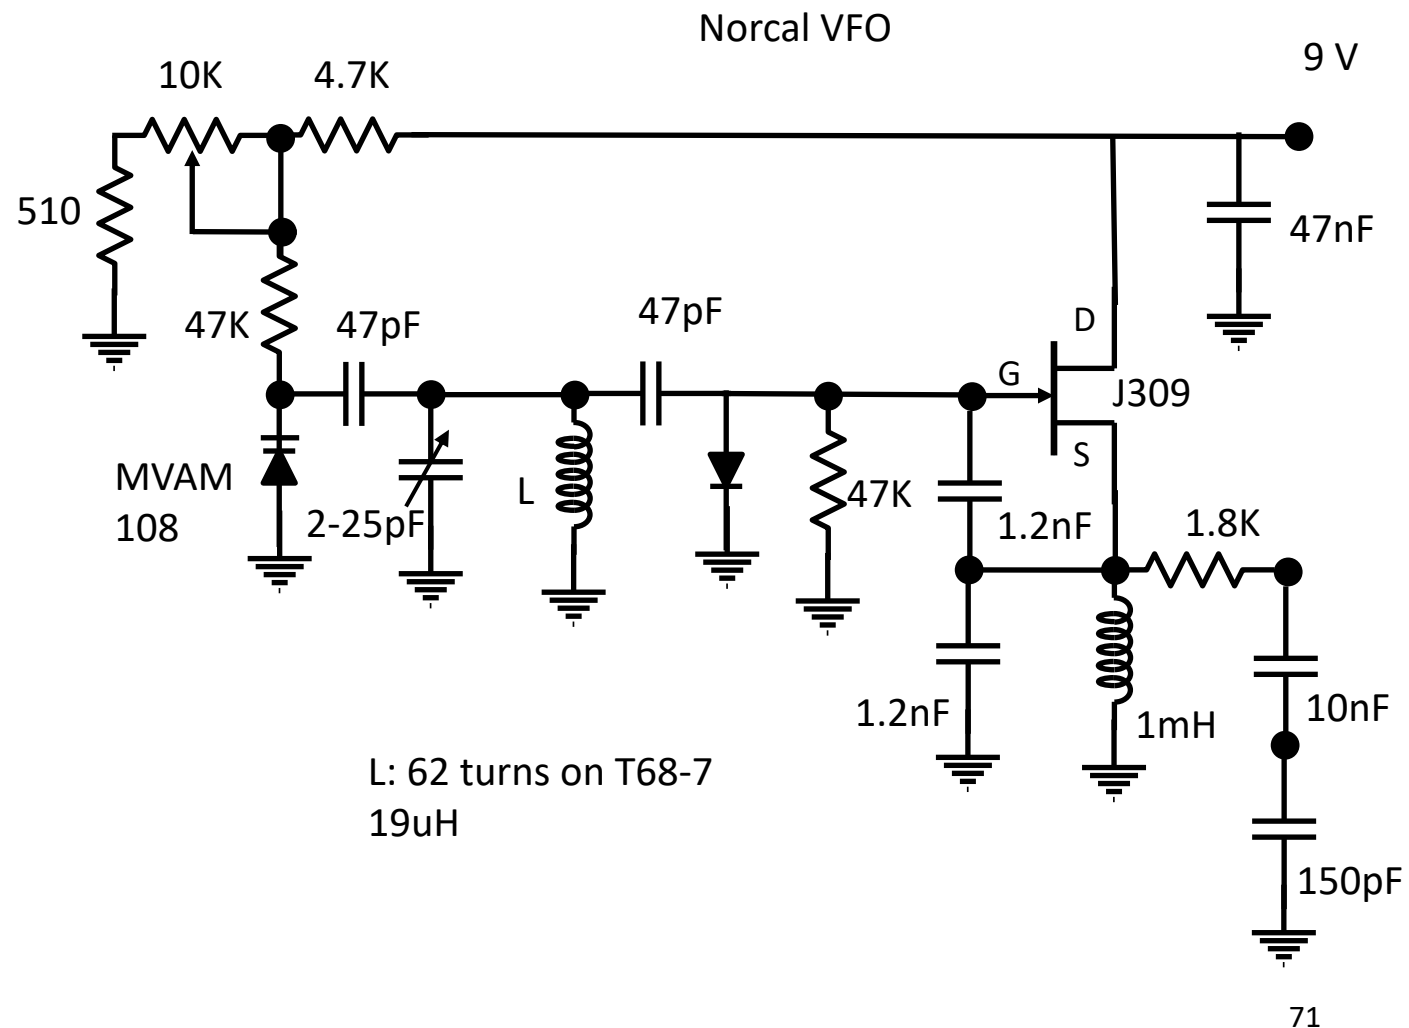 Norcal VFO
9 V
10K
4.7K
510
47nF
47K
47pF
47pF
D
G
J309
S
MVAM
108
2-25pF
L
47K
1.2nF
1.8K
1.2nF
1mH
10nF
L: 62 turns on T68-7
19uH
150pF
71